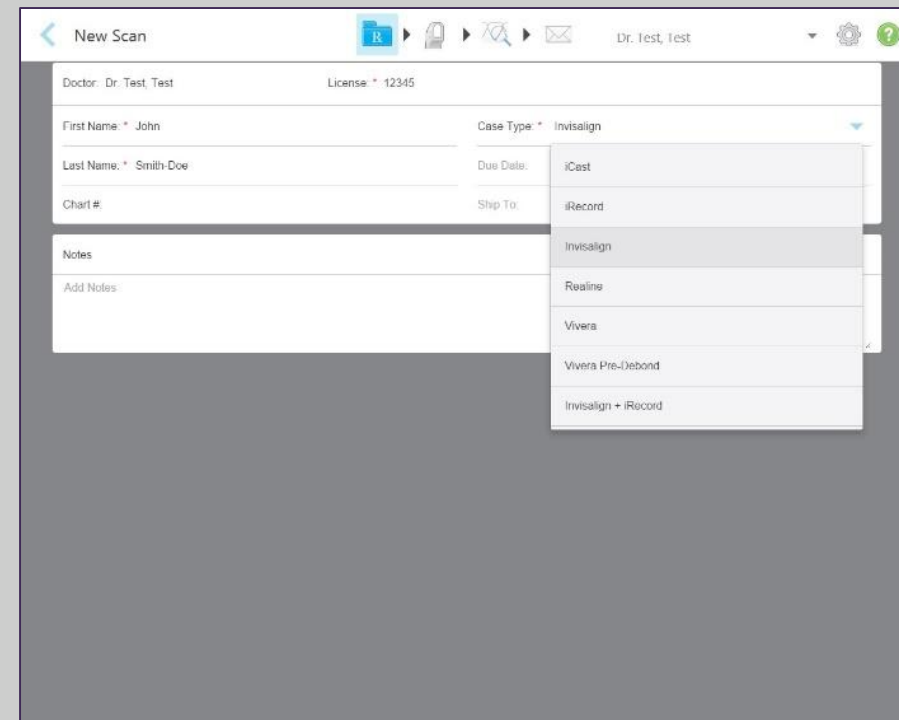 New Scan
R
Dr. Test, Test
?
Doctor: Dr. Test, Test License: * 12345
First Name: * John Case Type: * Invisalign
Last Name: * Smith-Doe Due Date:
Chart #: Ship To:
iCast
iRecord
Invisalign
Realine
Vivera
Vivera Pre-Debond
Invisalign + iRecord
Notes
Add Notes